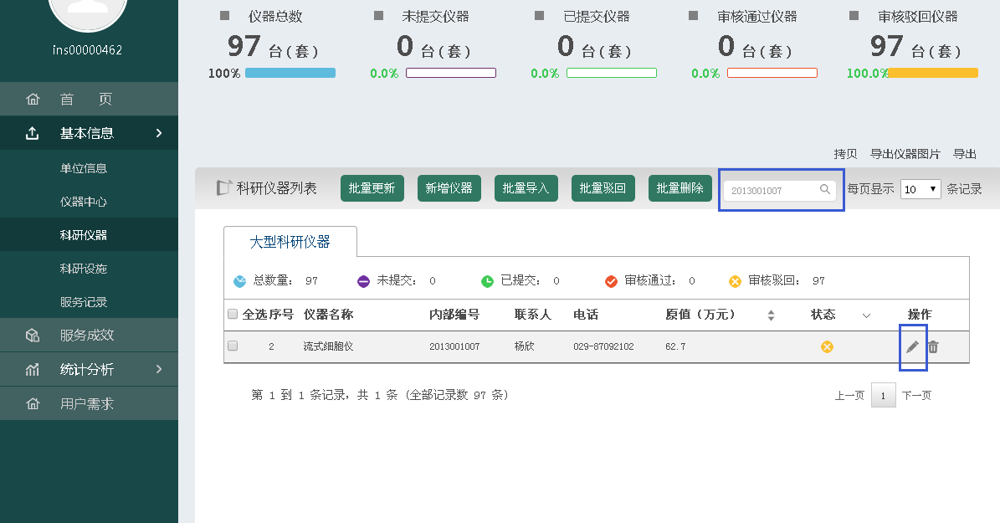 ins00000462
首 页
基本信息
单位信息
仪器中心
科研仪器
科研设施
服务记录
服务成效
统计分析
用户需求
仪器总数 未提交仪器 已提交仪器 审核通过仪器 审核驳回仪器
97 台(套) 0 台(套) 0 台(套) 0 台(套) 97 台(套)
100% 0.0% 0.0% 0.0% 100.0%
拷贝 导出仪器图片 导出
科研仪器列表 批量更新 新增仪器 批量导入 批量驳回 批量删除 2013001007 每页显示 10 条记录
大型科研仪器
总数量： 97 未提交： 0 已提交： 0 审核通过： 0 审核驳回： 97
全选 序号 仪器名称 内部编号 联系人 电话 原值（万元） 状态 操作
2 流式细胞仪 2013001007 杨欣 029-87092102 62.7
第 1 到 1 条记录，共 1 条 (全部记录数 97 条)
上一页 1 下一页